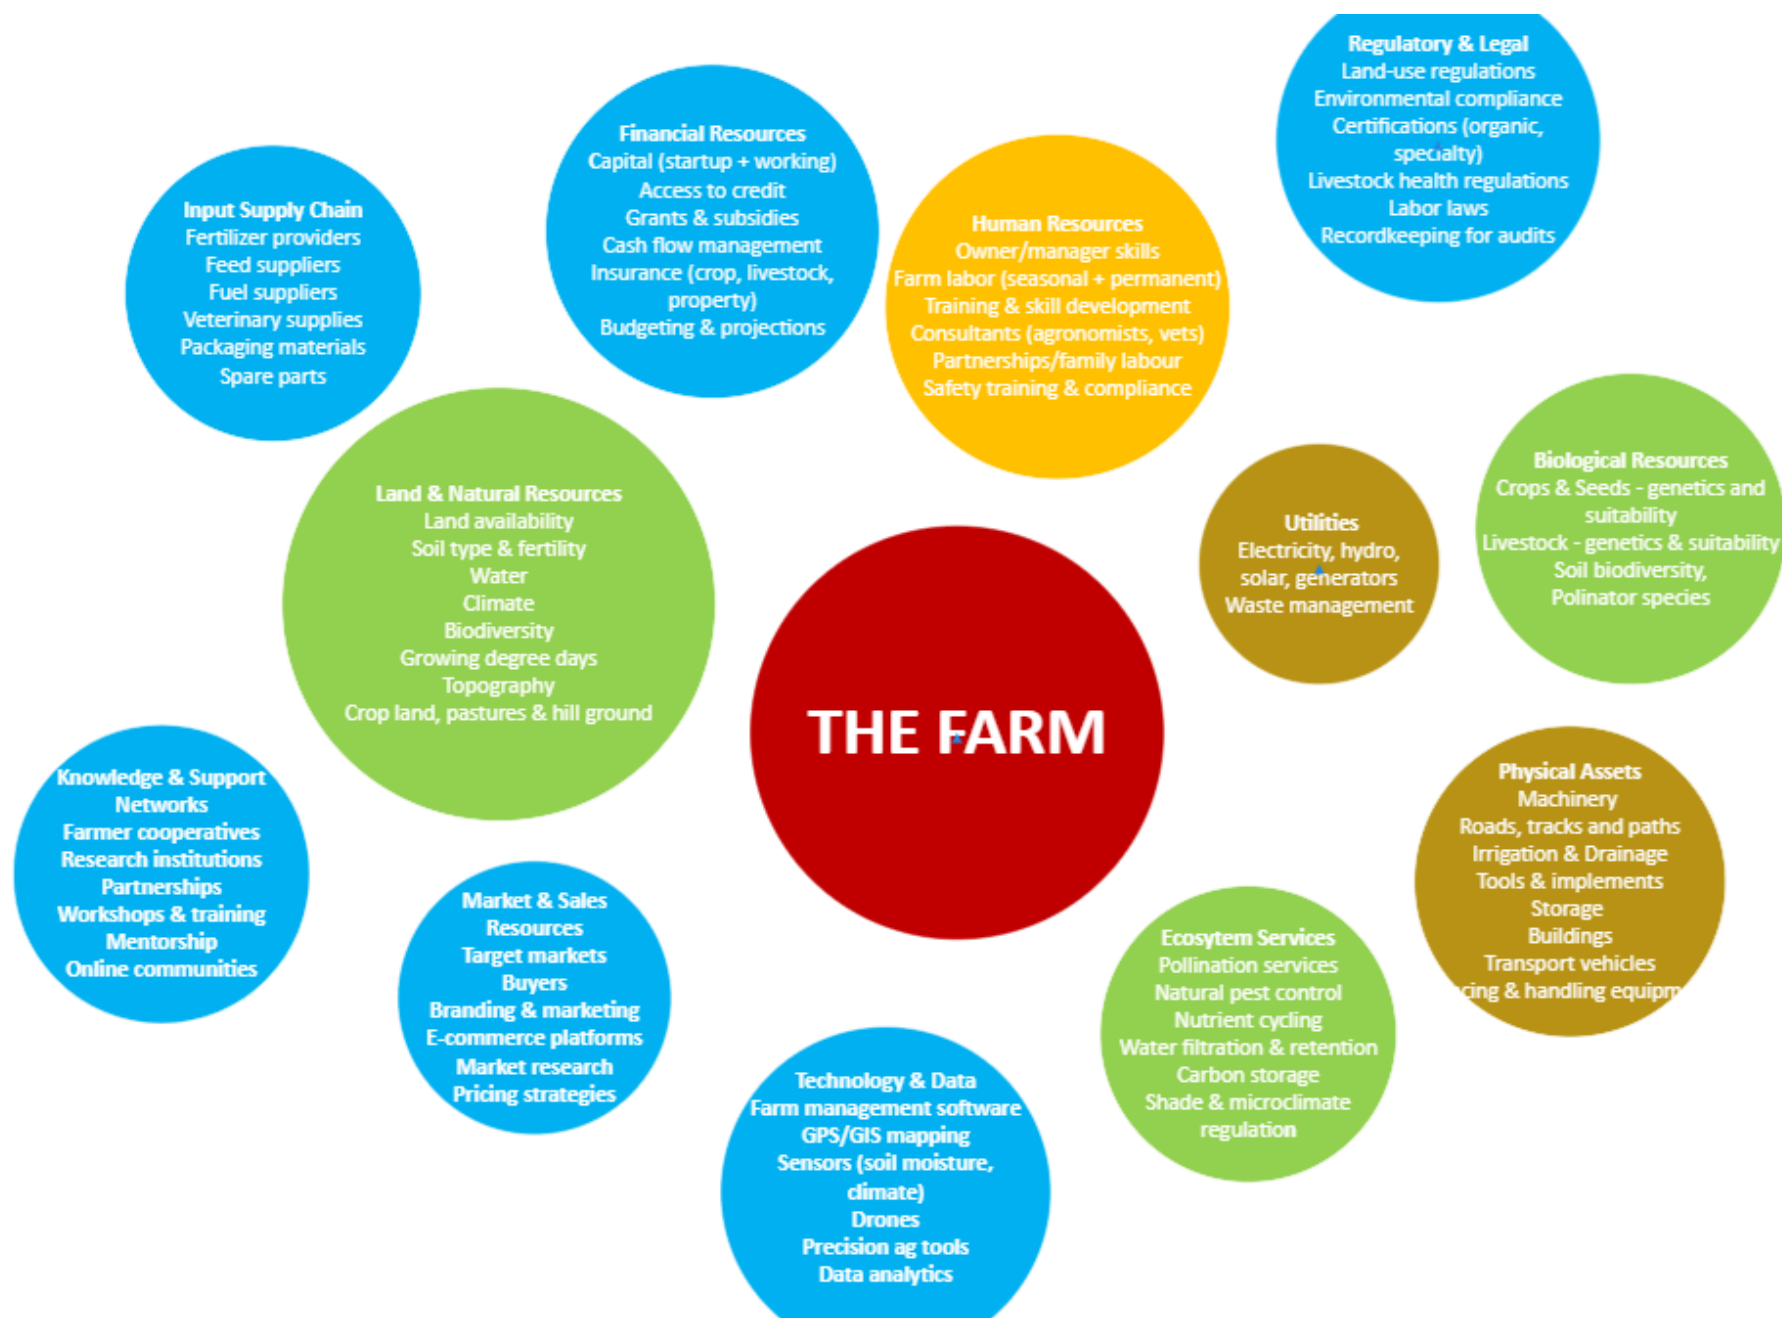 Regulatory & Legal
Land-use regulations
Environmental compliance
Certifications (organic,
specialty)
Livestock health regulations
Labor laws
Recordkeeping for audits
Financial Resources
Capital (startup + working)
Access to credit
Grants & subsidies
Cash flow management
Insurance (crop, livestock,
property)
Budgeting & projections
Input Supply Chain
Fertilizer providers
Feed suppliers
Fuel suppliers
Veterinary supplies
Packaging materials
Spare parts
Human Resources
Owner/manager skills
Farm labor (seasonal + permanent)
Training & skill development
Consultants (agronomists, vets)
Partnerships/family labour
Safety training & compliance
Land & Natural Resources
Land availability
Soil type & fertility
Water
Climate
Biodiversity
Growing degree days
Topography
Crop land, pastures & hill ground
Utilities
Electricity, hydro,
solar, generators
Waste management
Biological Resources
Crops & Seeds - genetics and
suitability
Livestock - genetics & suitability
Soil biodiversity,
Polinator species
THE FARM
Knowledge & Support
Networks
Farmer cooperatives
Research institutions
Partnerships
Workshops & training
Mentorship
Online communities
Physical Assets
Machinery
Roads, tracks and paths
Irrigation & Drainage
Tools & implements
Storage
Buildings
Transport vehicles
& handling
Market & Sales
Resources
Target markets
Buyers
Branding & marketing
E-commerce platforms
Market research
Pricing strategies
Ecosytem Services
Pollination services
Natural pest control
Nutrient cycling
Water filtration & retention
Carbon storage
Shade & microclimate
regulation
Technology & Data
Farm management software
GPS/GIS mapping
Sensors (soil moisture,
climate)
Drones
Precision ag tools
Data analytics